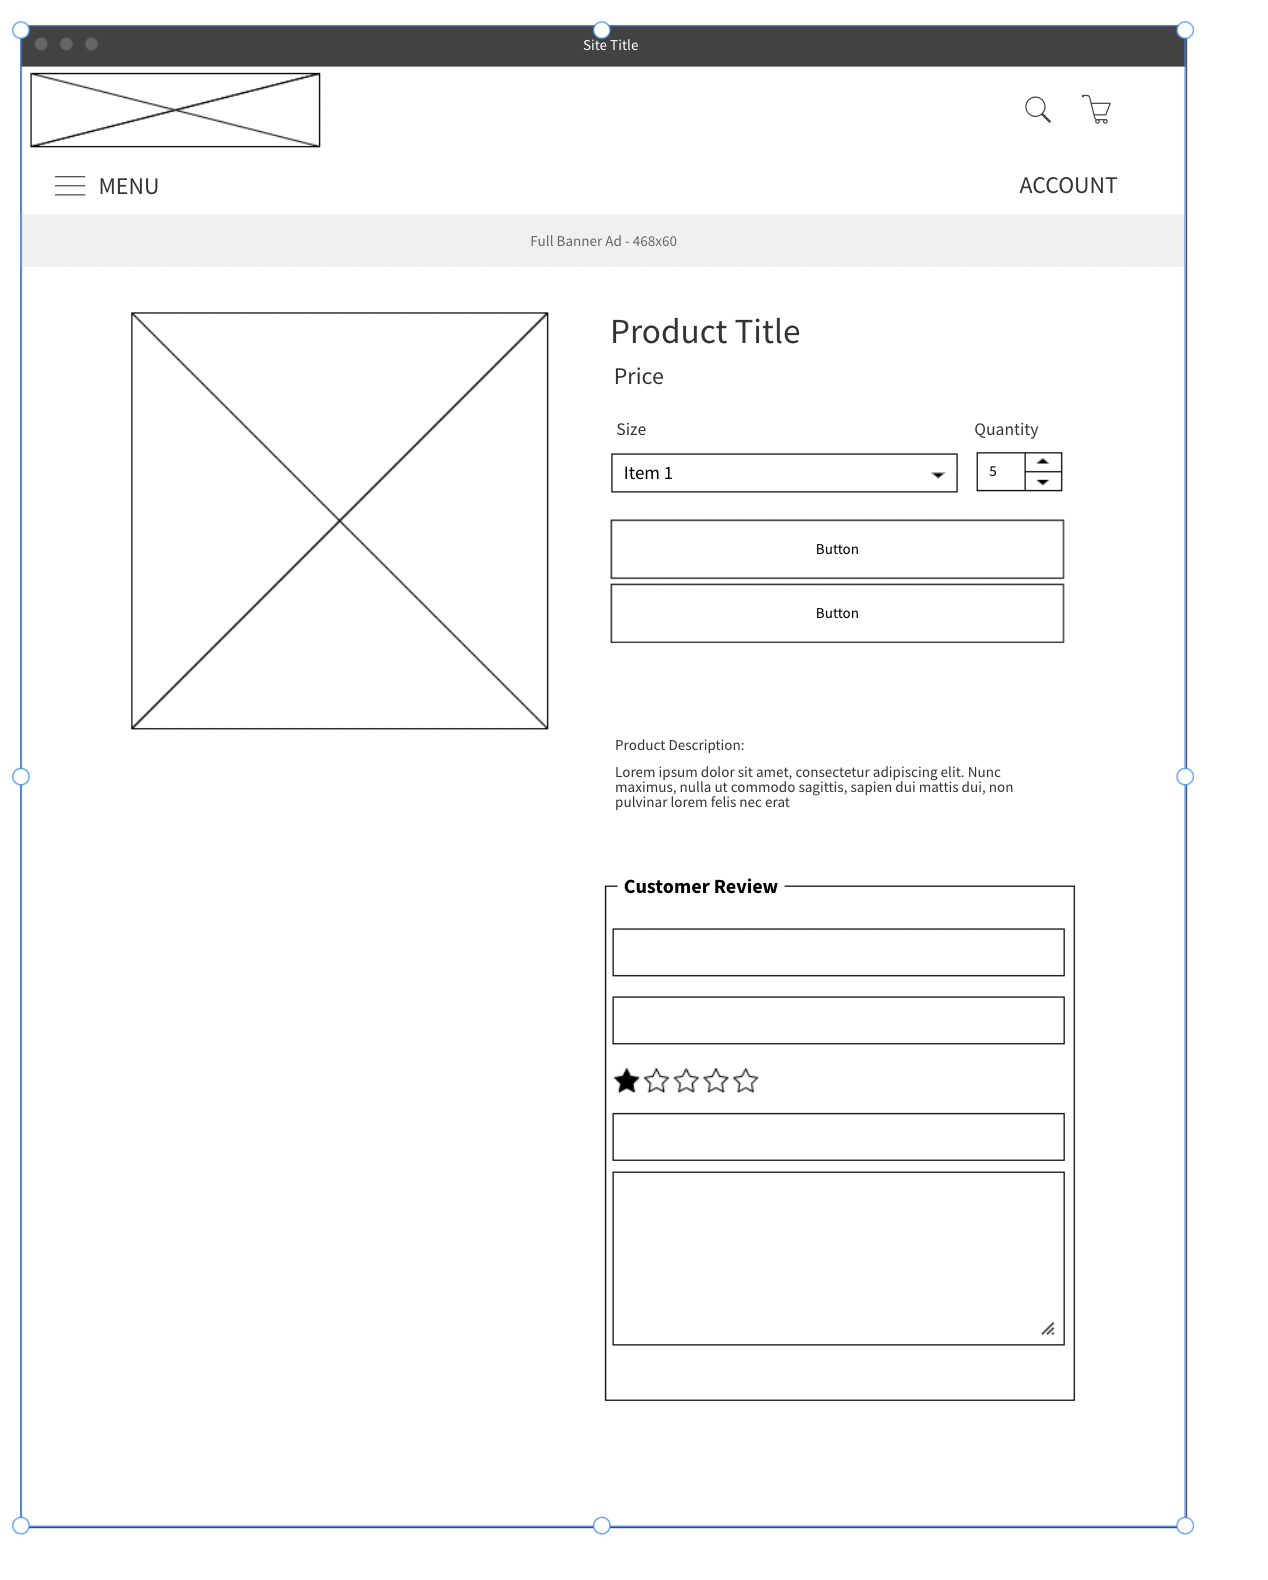 Site Title
MENU
ACCOUNT
Full Banner Ad - 468x60
Product Title
Price
Size
Quantity
Item 1
5
Button
Button
Product Description:
Lorem ipsum dolor sit amet, consectetur adipiscing elit. Nunc
maximus, nulla ut commodo sagittis, sapien dui mattis dui, non
pulvinar lorem felis nec erat
Customer Review